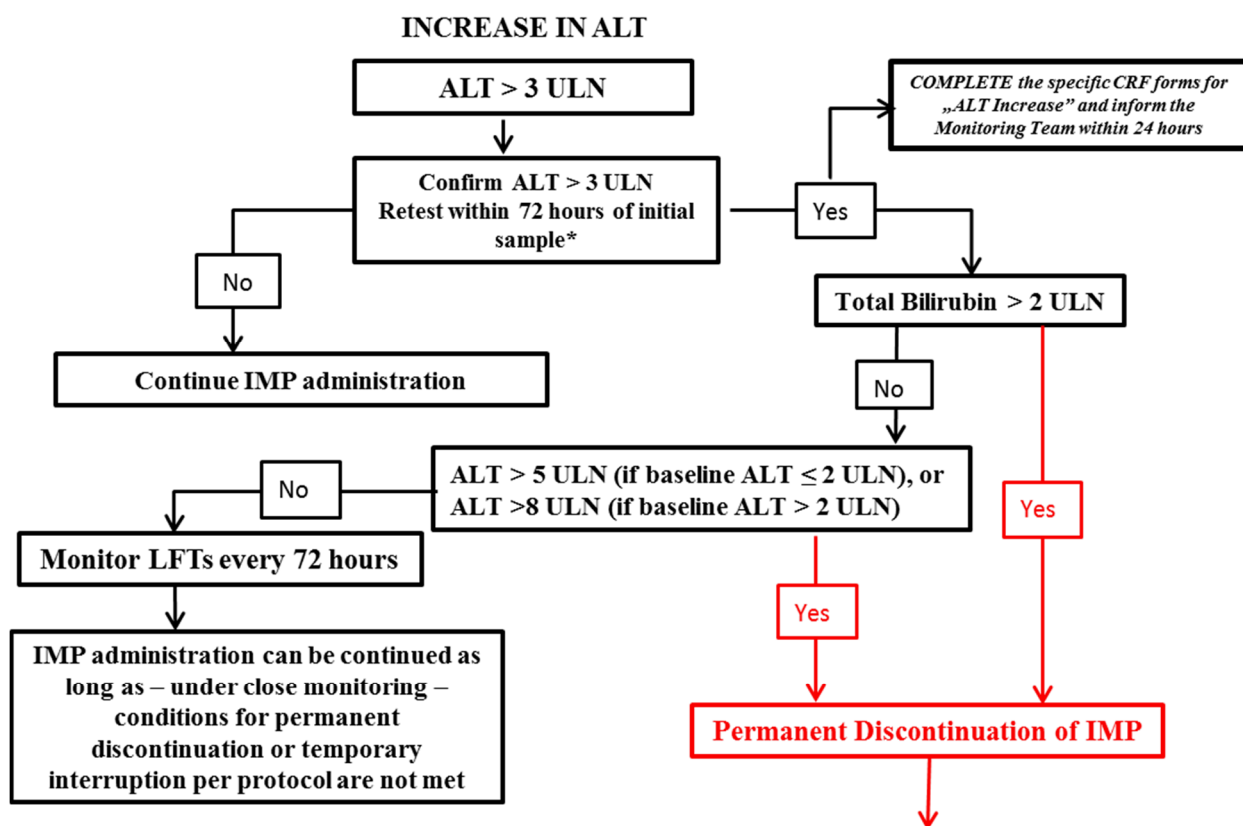 INCREASE IN ALT
ALT > 3 ULN
COMPLETE the specific CRF forms for
„ALT Increase” and inform the
Monitoring Team within 24 hours
Confirm ALT > 3 ULN
Retest within 72 hours of initial
sample*
Yes
No
Total Bilirubin > 2 ULN
Continue IMP administration
No
ALT > 5 ULN (if baseline ALT ≤ 2 ULN), or
ALT >8 ULN (if baseline ALT > 2 ULN)
No
Yes
Monitor LFTs every 72 hours
Yes
IMP administration can be continued as
long as – under close monitoring –
conditions for permanent
discontinuation or temporary
interruption per protocol are not met
Permanent Discontinuation of IMP